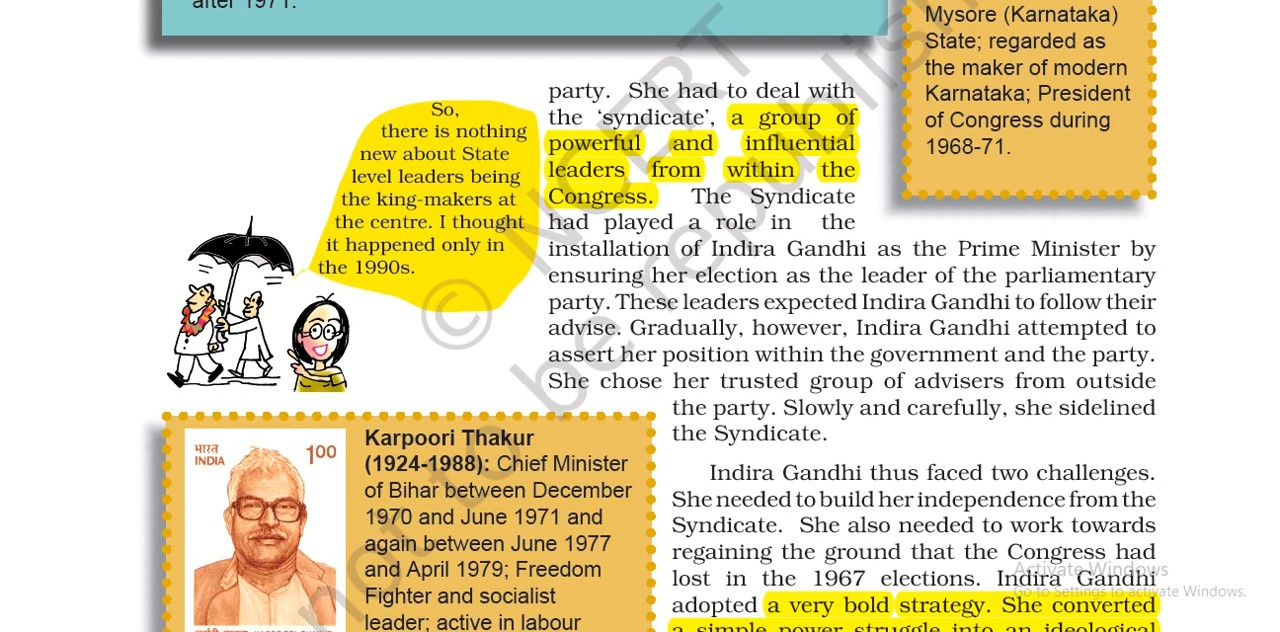 after 1971.
Mysore (Karnataka)
State; regarded as
the maker of modern
Karnataka; President
of Congress during
1968-71.
So,
there is nothing
new about State
level leaders being
the king-makers at
the centre. I thought
it happened only in
the 1990s.
party. She had to deal with
the ‘syndicate’, a group of
powerful and influential
leaders from within the
Congress. The Syndicate
had played a role in the
installation of Indira Gandhi as the Prime Minister by
ensuring her election as the leader of the parliamentary
party. These leaders expected Indira Gandhi to follow their
advise. Gradually, however, Indira Gandhi attempted to
assert her position within the government and the party.
She chose her trusted group of advisers from outside
the party. Slowly and carefully, she sidelined
the Syndicate.
भारत
INDIA
1.00
Karpoori Thakur
(1924-1988): Chief Minister
of Bihar between December
1970 and June 1971 and
again between June 1977
and April 1979; Freedom
Fighter and socialist
leader; active in labour
Indira Gandhi thus faced two challenges.
She needed to build her independence from the
Syndicate. She also needed to work towards
regaining the ground that the Congress had
lost in the 1967 elections. Indira Gandhi
adopted a very bold strategy. She converted
a simple power struggle into an ideological
© NCERT
not to be republish
Activate Windows
Go to Settings to activate Windows.